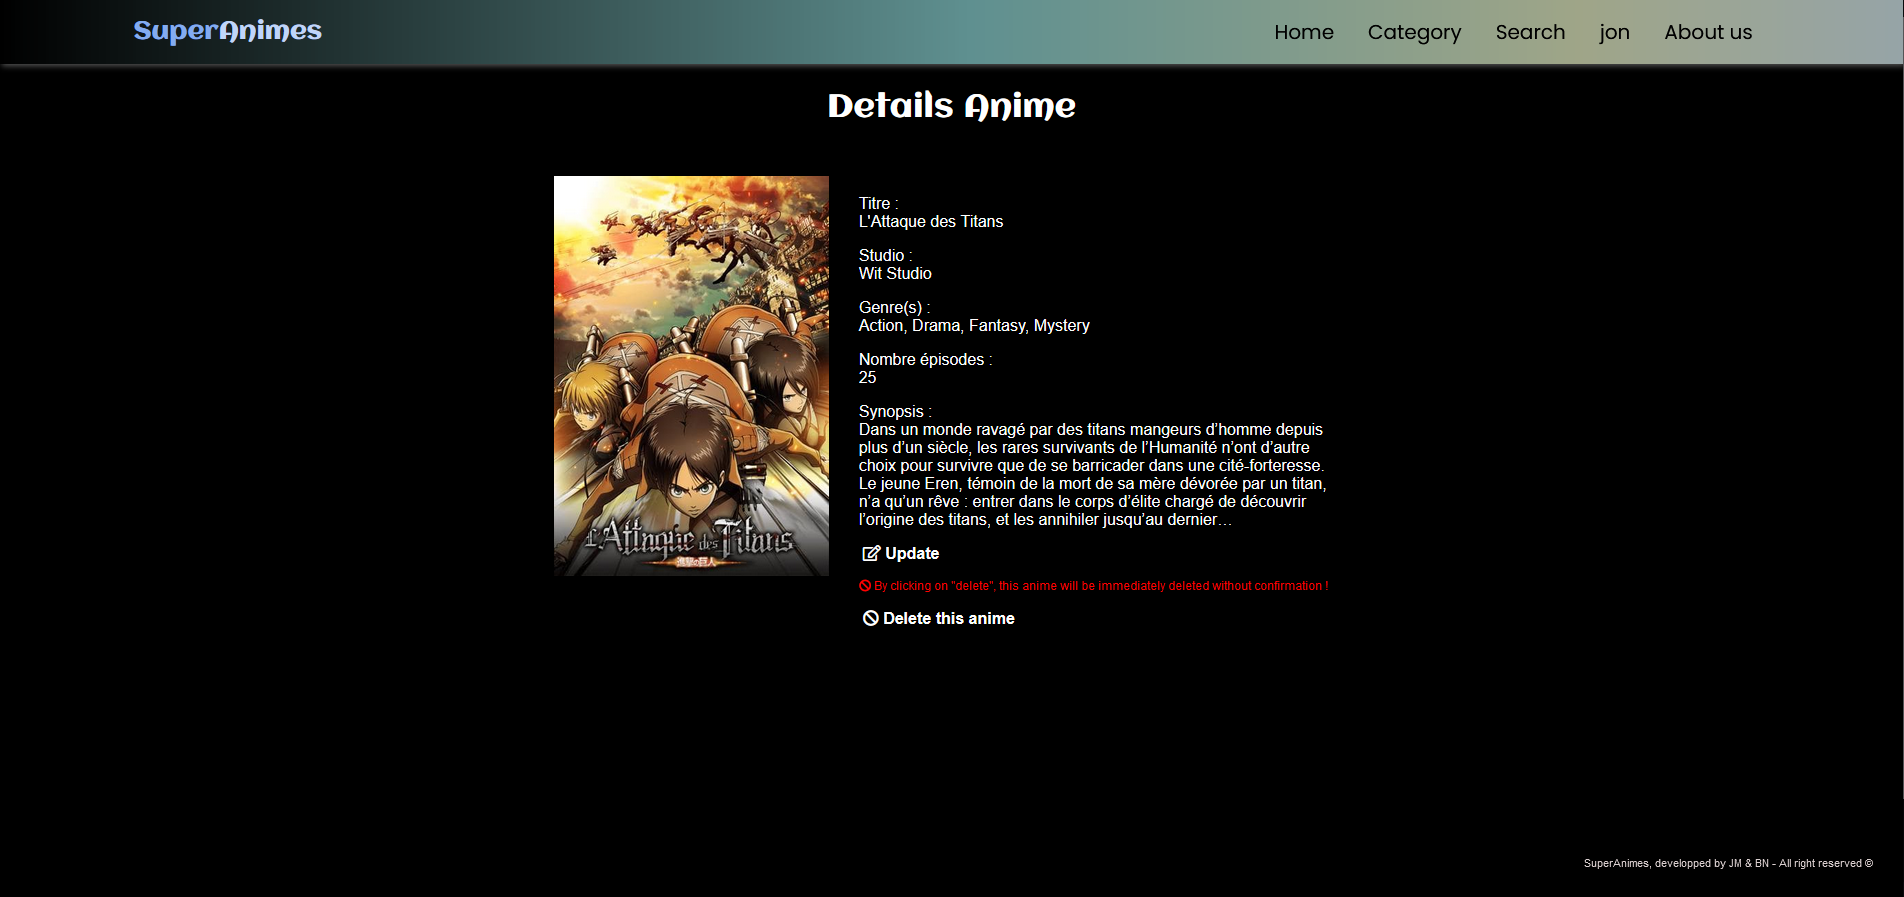 SuperAnimes
Home Category Search jon About us
Details Anime
Titre :
L'Attaque des Titans
Studio :
Wit Studio
Genre(s) :
Action, Drama, Fantasy, Mystery
Nombre épisodes :
25
Synopsis :
Dans un monde ravagé par des titans mangeurs d’homme depuis
plus d’un siècle, les rares survivants de l’Humanité n’ont d’autre
choix pour survivre que de se barricader dans une cité-forteresse.
Le jeune Eren, témoin de la mort de sa mère dévorée par un titan,
n’a qu’un rêve : entrer dans le corps d’élite chargé de découvrir
l’origine des titans, et les annihiler jusqu’au dernier…
Update
By clicking on "delete", this anime will be immediately deleted without confirmation !
Delete this anime
L'Attaque des Titans
進撃の巨人
SuperAnimes, developped by JM & BN - All right reserved ©